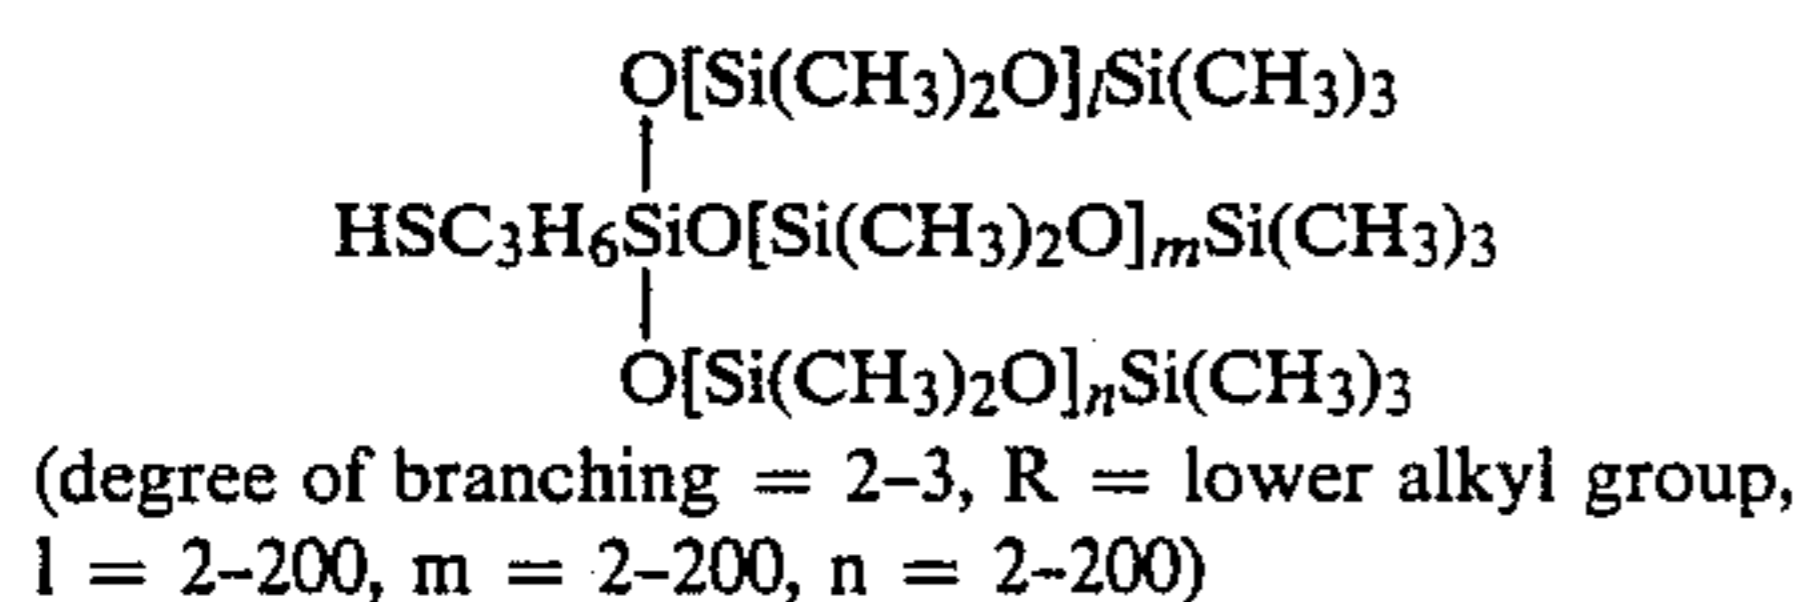 O[Si(CH3)2O]lSi(CH3)3
HSC3H6SiO[Si(CH3)2O]mSi(CH3)3
O[Si(CH3)2O]nSi(CH3)3
(degree of branching = 2–3, R = lower alkyl group,
l = 2–200, m = 2–200, n = 2–200)